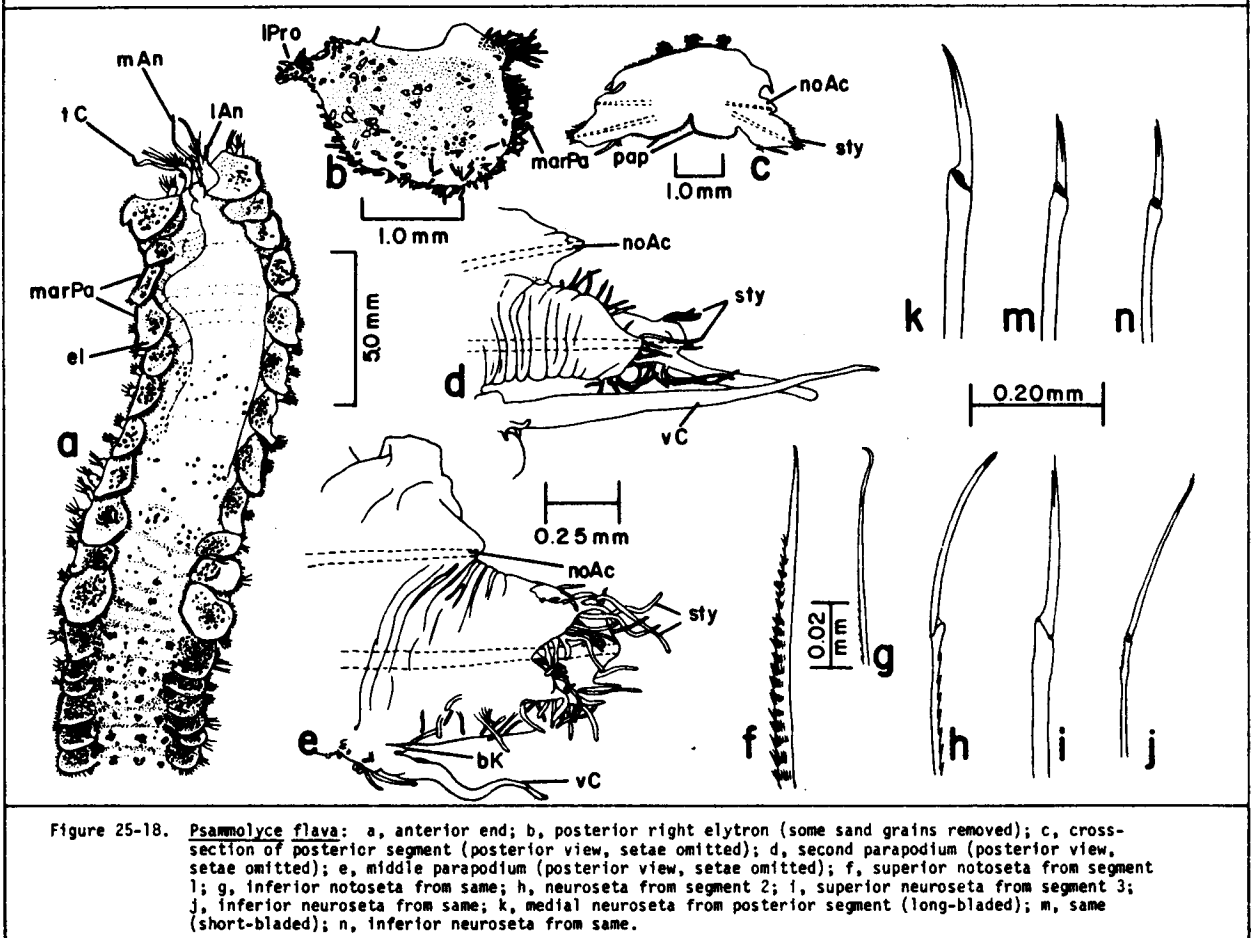 mAn
tC
lAn
marPa
el
a
5.0 mm
lPro
marPa
b
1.0 mm
noAc
pap
sty
c
1.0 mm
noAc
sty
d
vC
0.25 mm
noAc
sty
e
bK
vC
k
m
n
0.20 mm
f
0.02 mm
g
h
i
j
Figure 25-18. Psammolyce flava: a, anterior end; b, posterior right elytron (some sand grains removed); c, cross-
section of posterior segment (posterior view, setae omitted); d, second parapodium (posterior view,
setae omitted); e, middle parapodium (posterior view, setae omitted); f, superior notoseta from segment
1; g, inferior notoseta from same; h, neuroseta from segment 2; i, superior neuroseta from segment 3;
j, inferior neuroseta from same; k, medial neuroseta from posterior segment (long-bladed); m, same
(short-bladed); n, inferior neuroseta from same.